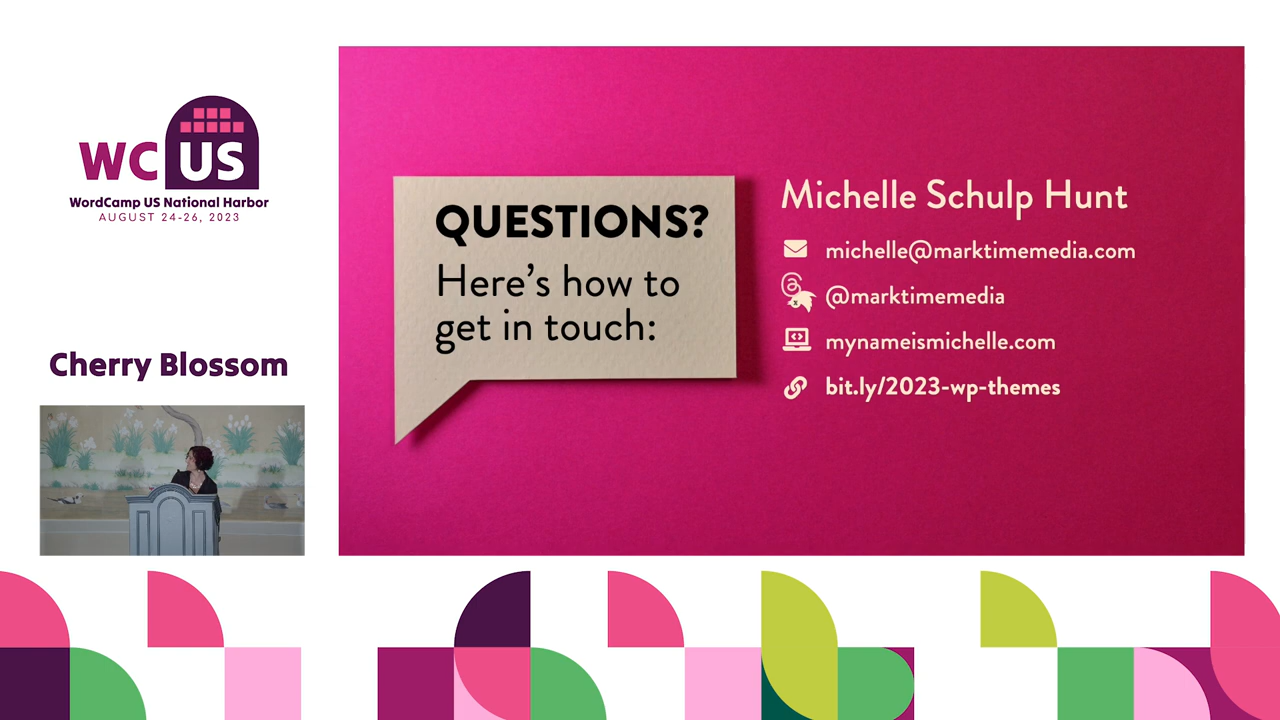 WC US
WordCamp US National Harbor
AUGUST 24-26, 2023
Cherry Blossom
QUESTIONS?
Here’s how to
get in touch:
Michelle Schulp Hunt
michelle@marktimemedia.com
@marktimemedia
mynameismichelle.com
bit.ly/2023-wp-themes